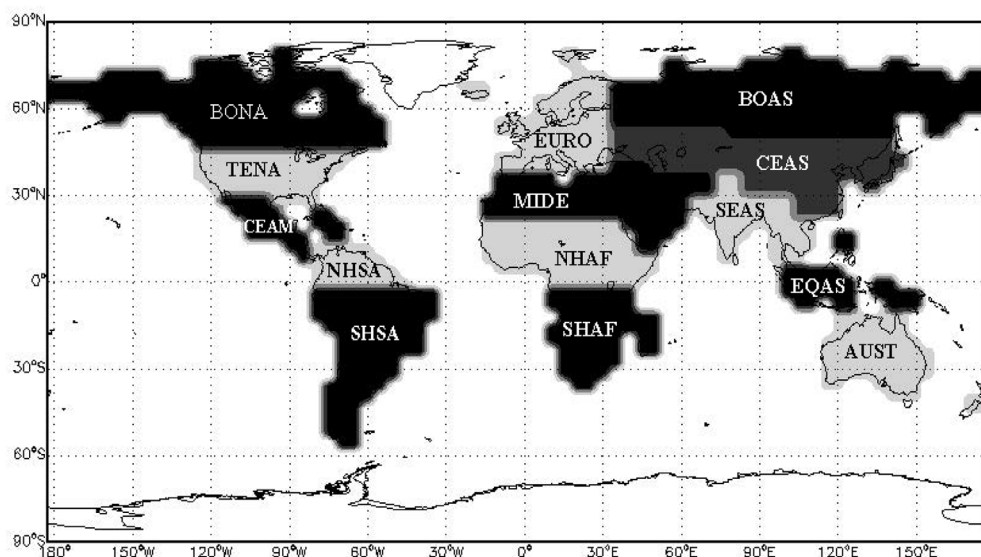 90°N
60°N
30°N
0°
30°S
60°S
90°S
BONA
BOAS
EURO
TENA
CEAS
MIDE
SEAS
CEAM
NHSA
NHAF
EQAS
SHSA
SHAF
AUST
180° 150°W 120°W 90°W 60°W 30°W 0° 30°E 60°E 90°E 120°E 150°E